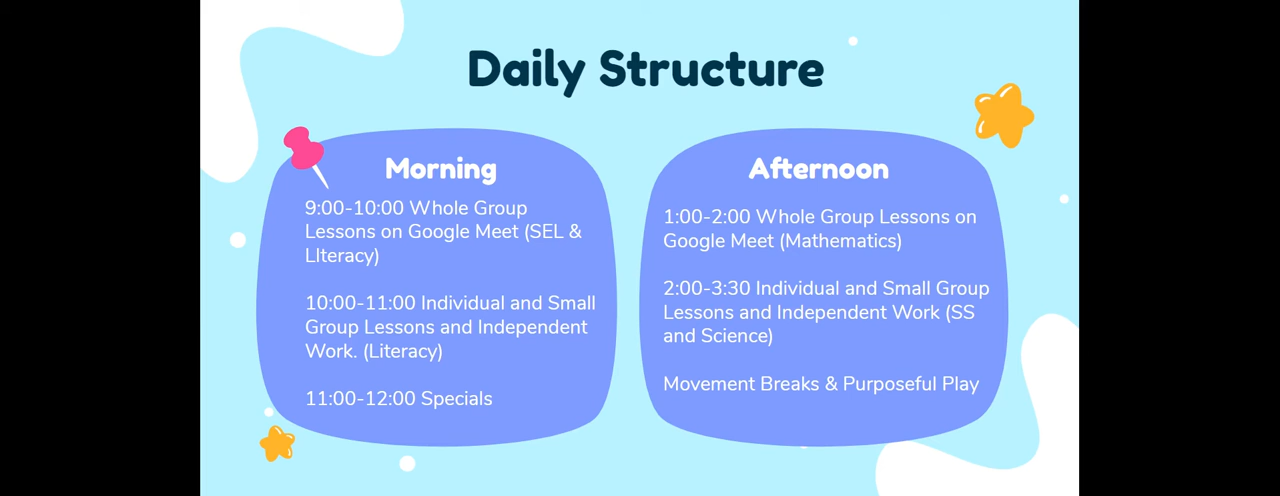 Daily Structure
Morning
9:00-10:00 Whole Group
Lessons on Google Meet (SEL &
LIteracy)
10:00-11:00 Individual and Small
Group Lessons and Independent
Work. (Literacy)
11:00-12:00 Specials
Afternoon
1:00-2:00 Whole Group Lessons on
Google Meet (Mathematics)
2:00-3:30 Individual and Small Group
Lessons and Independent Work (SS
and Science)
Movement Breaks & Purposeful Play